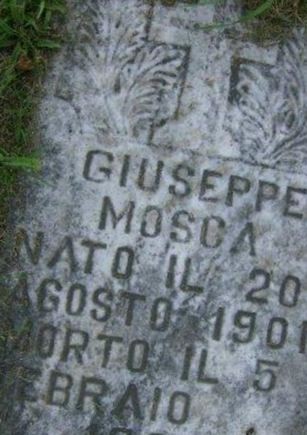 GIUSEPPE
MOSCA
NATO IL 20
AGOSTO 1901
MORTO IL 5
EBRAIO